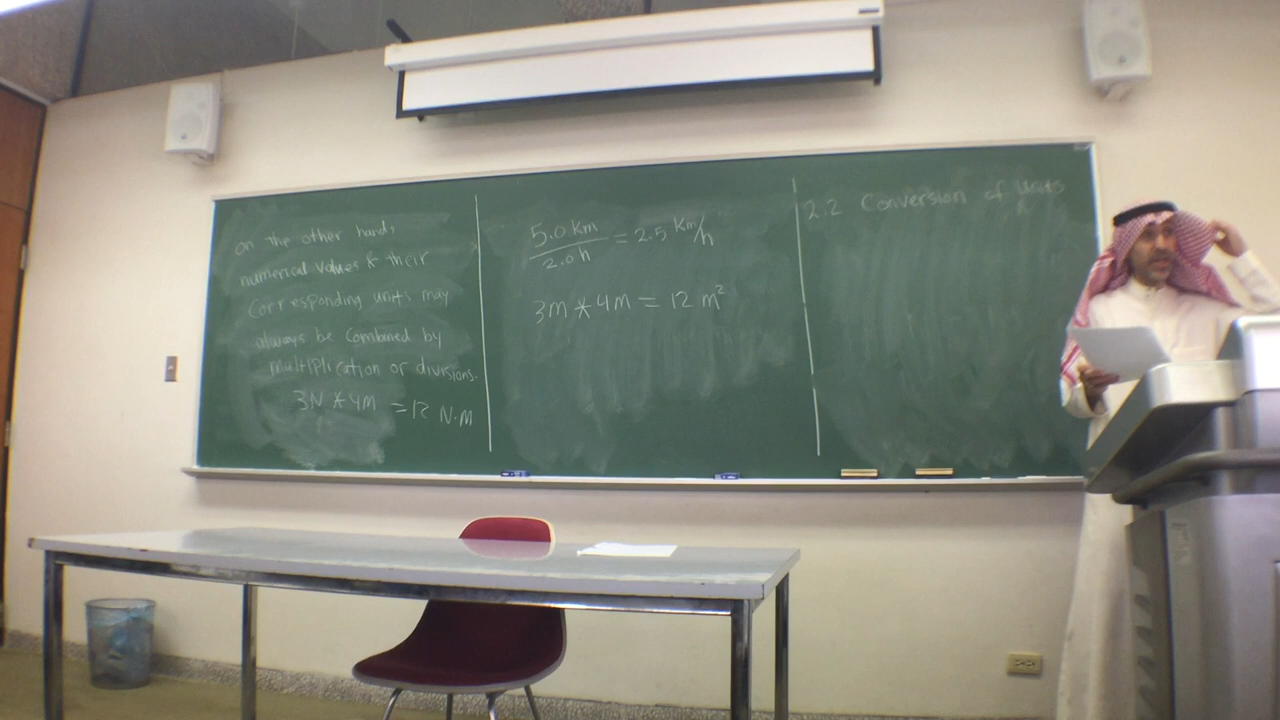 on the other hand,
numerical values & their
Corresponding units may
always be combined by
multiplication or divisions.
3N * 4M = 12 N.M
5.0 km
2.0 h
= 2.5 Km/h
3M * 4M = 12 m²
2.2 Conversion of Units